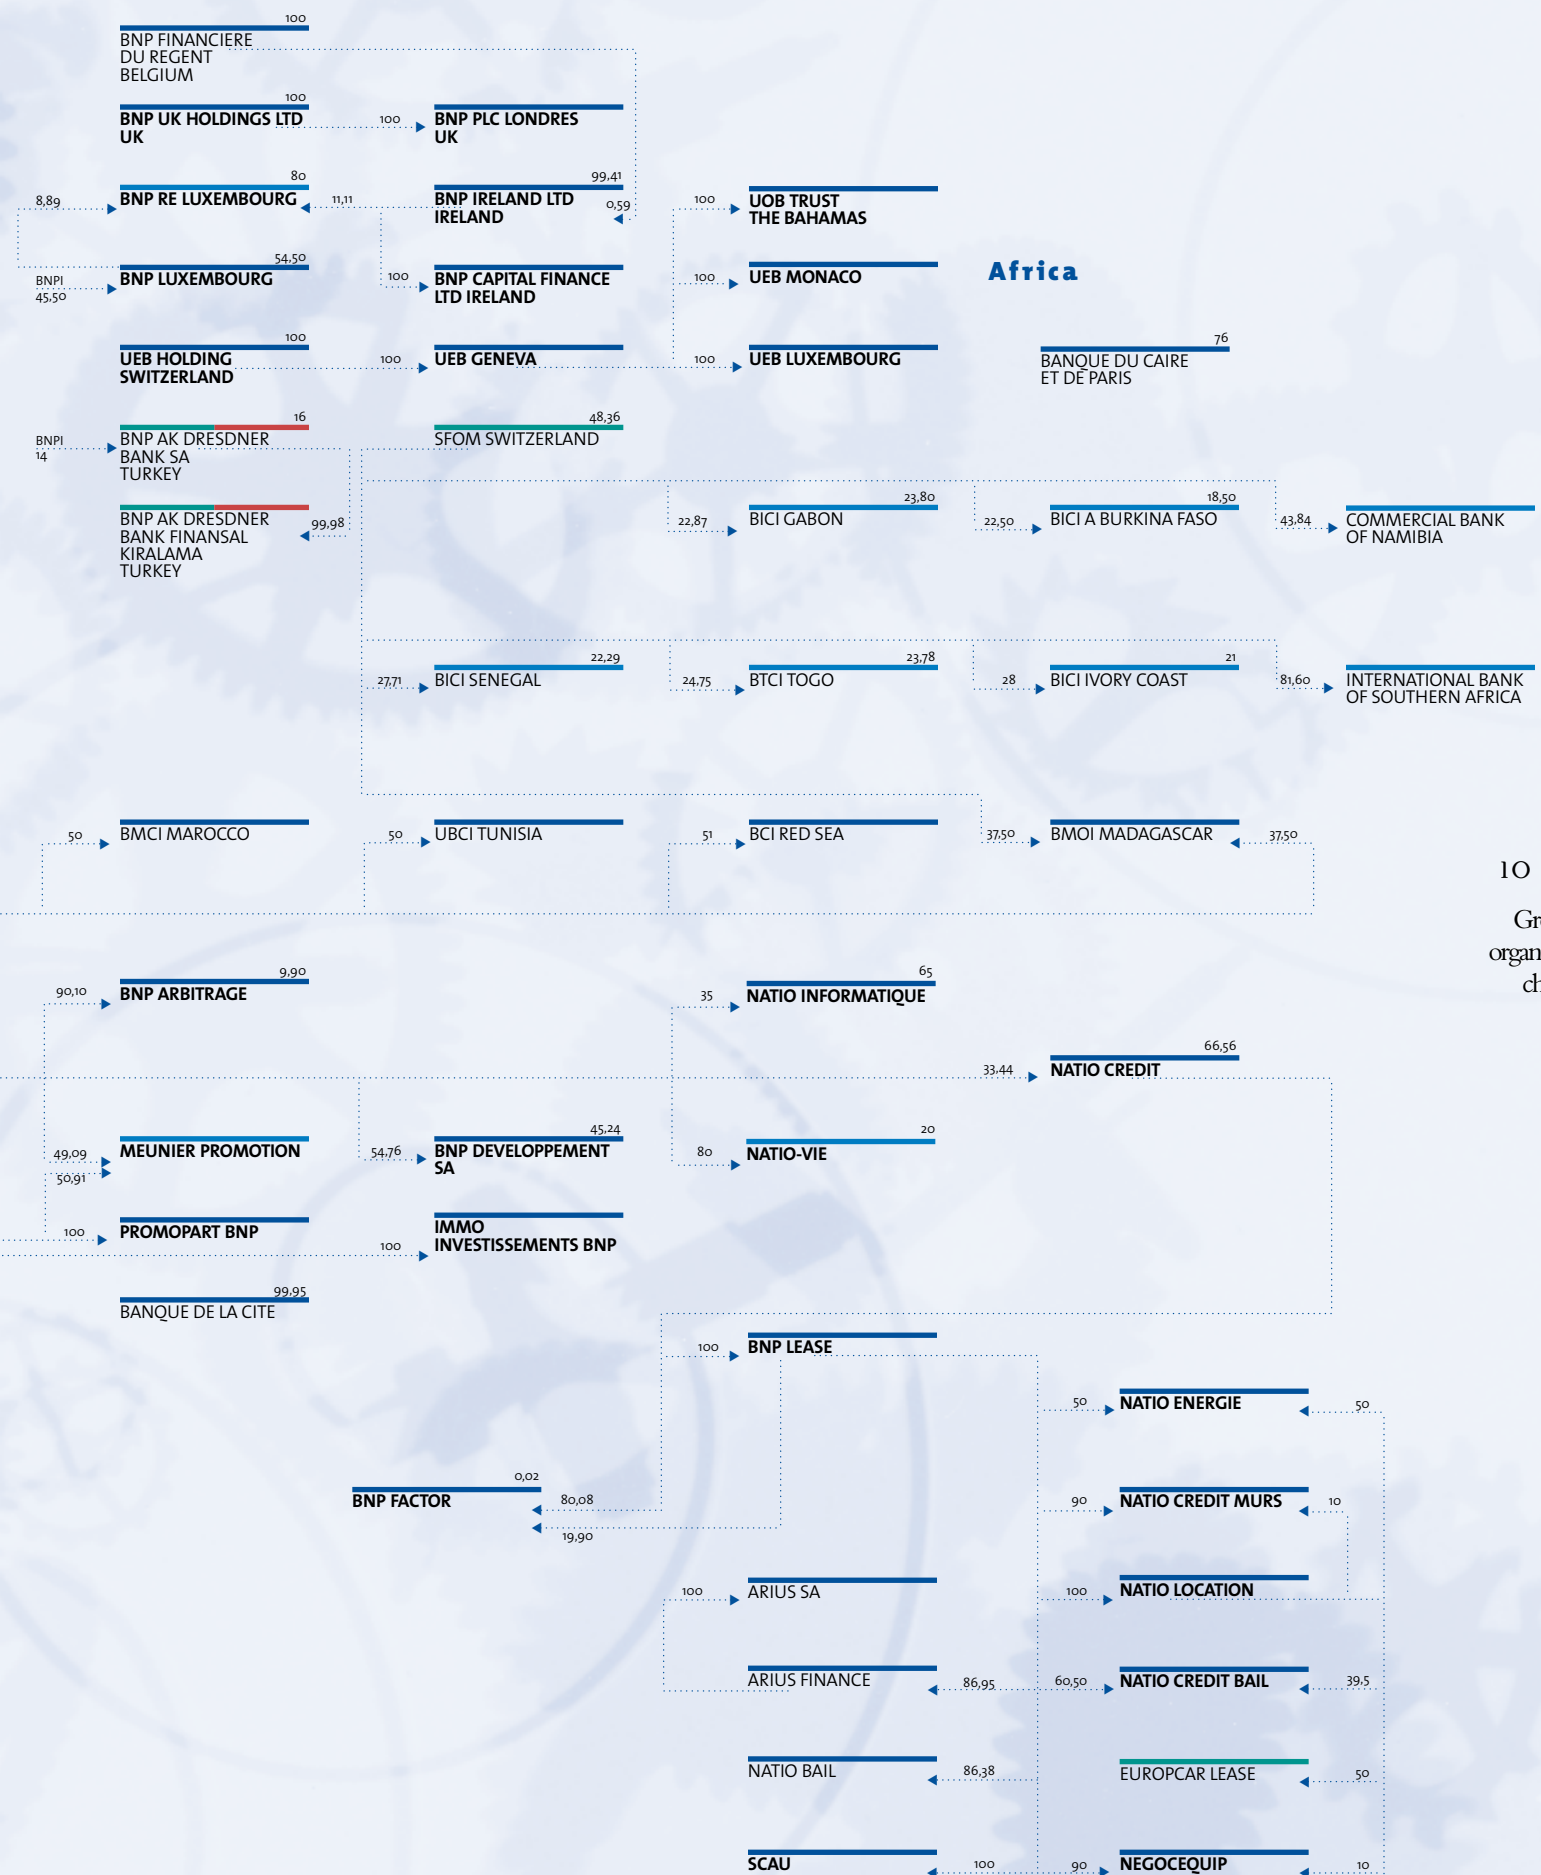 100
BNP FINANCIERE
DU REGENT
BELGIUM
100
BNP UK HOLDINGS LTD
UK
100
BNP PLC LONDRES
UK
8,89
80
BNP RE LUXEMBOURG
11,11
99,41
BNP IRELAND LTD
IRELAND
0,59
100
UOB TRUST
THE BAHAMAS
BNPI
45,50
54,50
BNP LUXEMBOURG
100
BNP CAPITAL FINANCE
LTD IRELAND
100
UEB MONACO
Africa
100
UEB HOLDING
SWITZERLAND
100
UEB GENEVA
100
UEB LUXEMBOURG
76
BANQUE DU CAIRE
ET DE PARIS
BNPI
14
16
BNP AK DRESDNER
BANK SA
TURKEY
48,36
SFOM SWITZERLAND
BNP AK DRESDNER
BANK FINANSAL
KIRALAMA
TURKEY
99,98
22,87
23,80
BICI GABON
22,50
18,50
BICI A BURKINA FASO
43,84
COMMERCIAL BANK
OF NAMIBIA
27,71
22,29
BICI SENEGAL
24,75
23,78
BTCI TOGO
28
21
BICI IVORY COAST
81,60
INTERNATIONAL BANK
OF SOUTHERN AFRICA
50
BMCI MAROCCO
50
UBCI TUNISIA
51
BCI RED SEA
37,50
BMOI MADAGASCAR
37,50
10
Gr
organ
ch
90,10
9,90
BNP ARBITRAGE
35
65
NATIO INFORMATIQUE
33,44
66,56
NATIO CREDIT
49,09
50,91
MEUNIER PROMOTION
54,76
45,24
BNP DEVELOPPEMENT
SA
80
20
NATIO-VIE
100
PROMOPART BNP
100
IMMO
INVESTISSEMENTS BNP
99,95
BANQUE DE LA CITE
100
BNP LEASE
50
NATIO ENERGIE
50
0,02
BNP FACTOR
80,08
19,90
90
NATIO CREDIT MURS
10
100
ARIUS SA
100
NATIO LOCATION
ARIUS FINANCE
86,95
60,50
NATIO CREDIT BAIL
39,5
NATIO BAIL
86,38
EUROPCAR LEASE
50
SCAU
100
90
NEGOCEQUIP
10